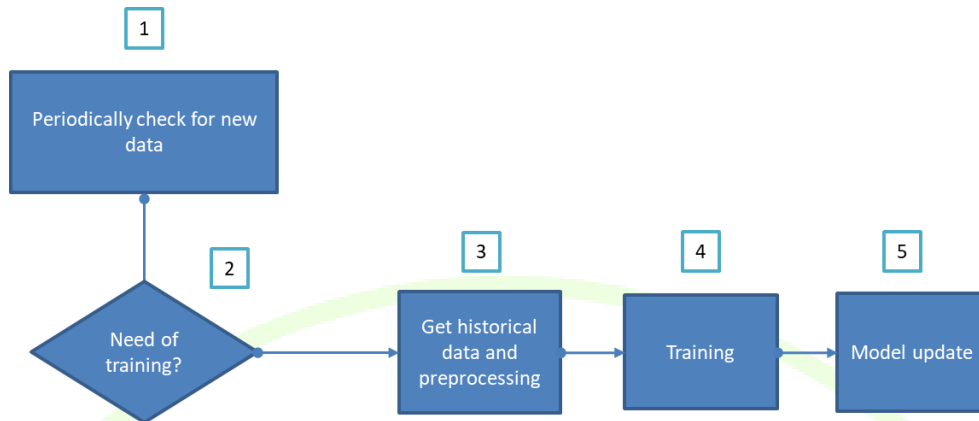 1
Periodically check for new
data
2
Need of
training?
3
Get historical
data and
preprocessing
4
Training
5
Model update